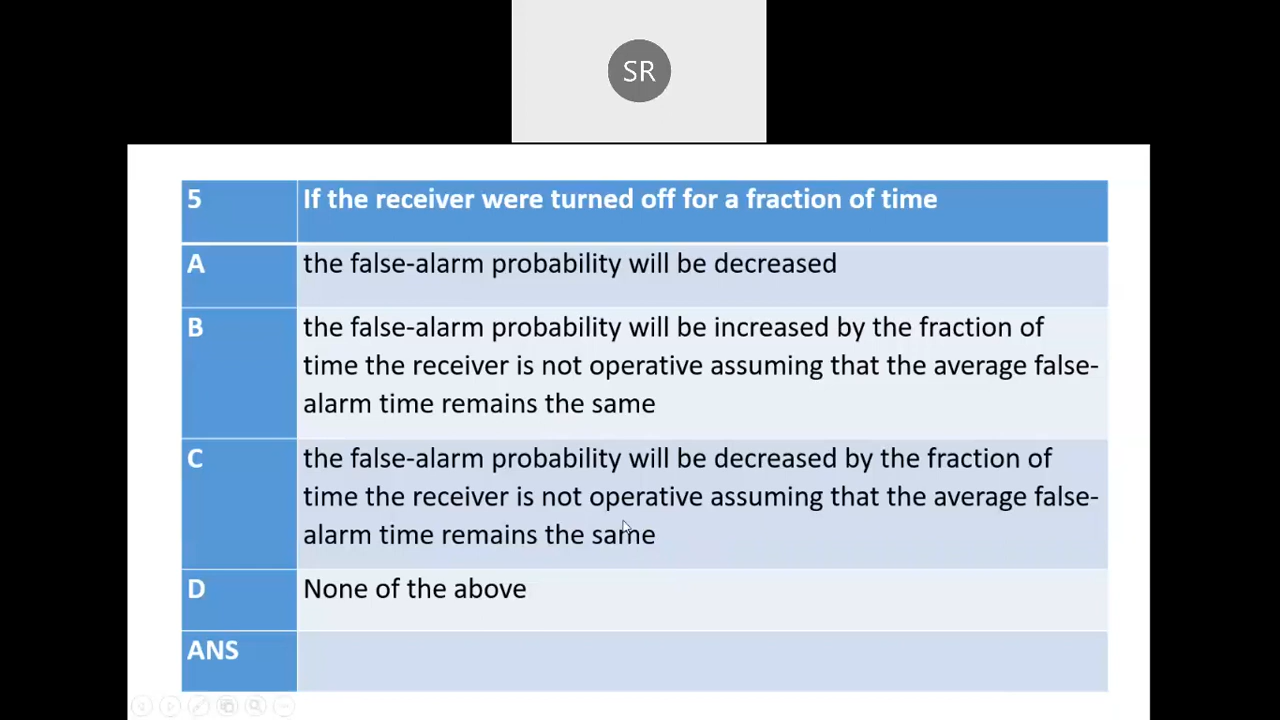 SR
5 If the receiver were turned off for a fraction of time
A the false-alarm probability will be decreased
B the false-alarm probability will be increased by the fraction of
time the receiver is not operative assuming that the average false-
alarm time remains the same
C the false-alarm probability will be decreased by the fraction of
time the receiver is not operative assuming that the average false-
alarm time remains the same
D None of the above
ANS